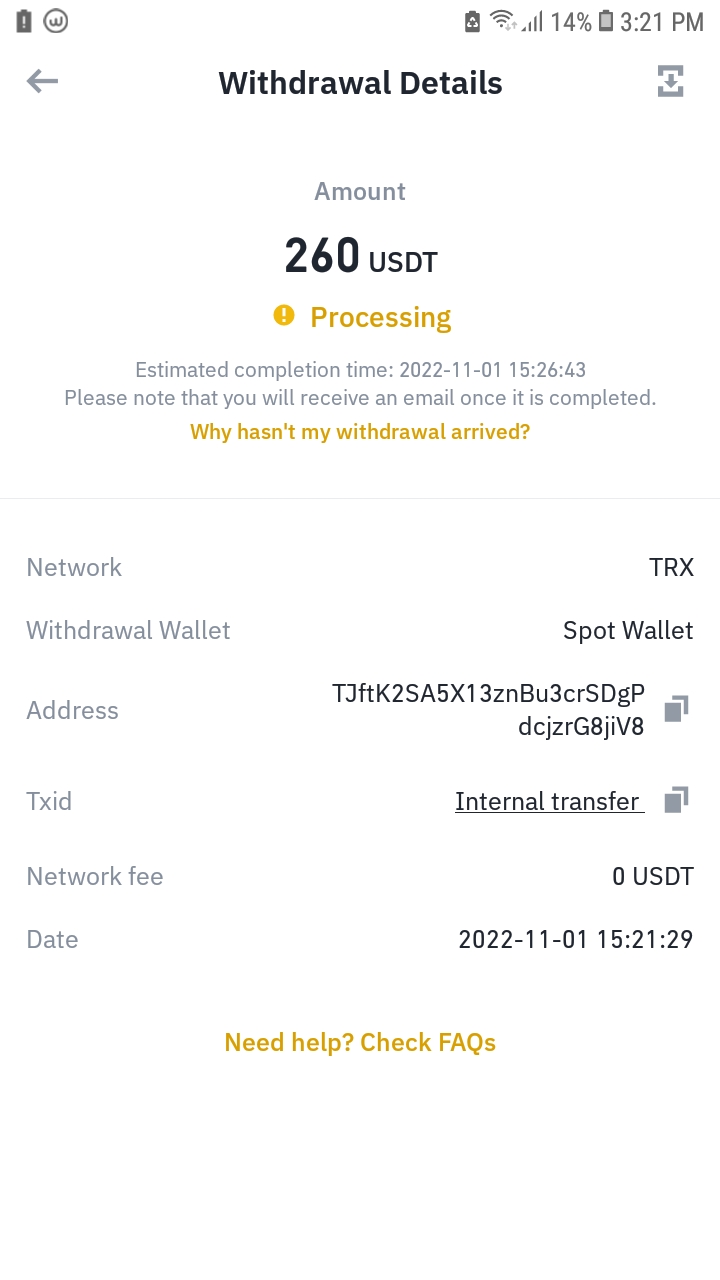 14% 3:21 PM
Withdrawal Details
Amount
260 USDT
Processing
Estimated completion time: 2022-11-01 15:26:43
Please note that you will receive an email once it is completed.
Why hasn't my withdrawal arrived?
Network TRX
Withdrawal Wallet Spot Wallet
Address TJftK2SA5X13znBu3crSDgP
dcjzrG8jiV8
Txid Internal transfer
Network fee 0 USDT
Date 2022-11-01 15:21:29
Need help? Check FAQs